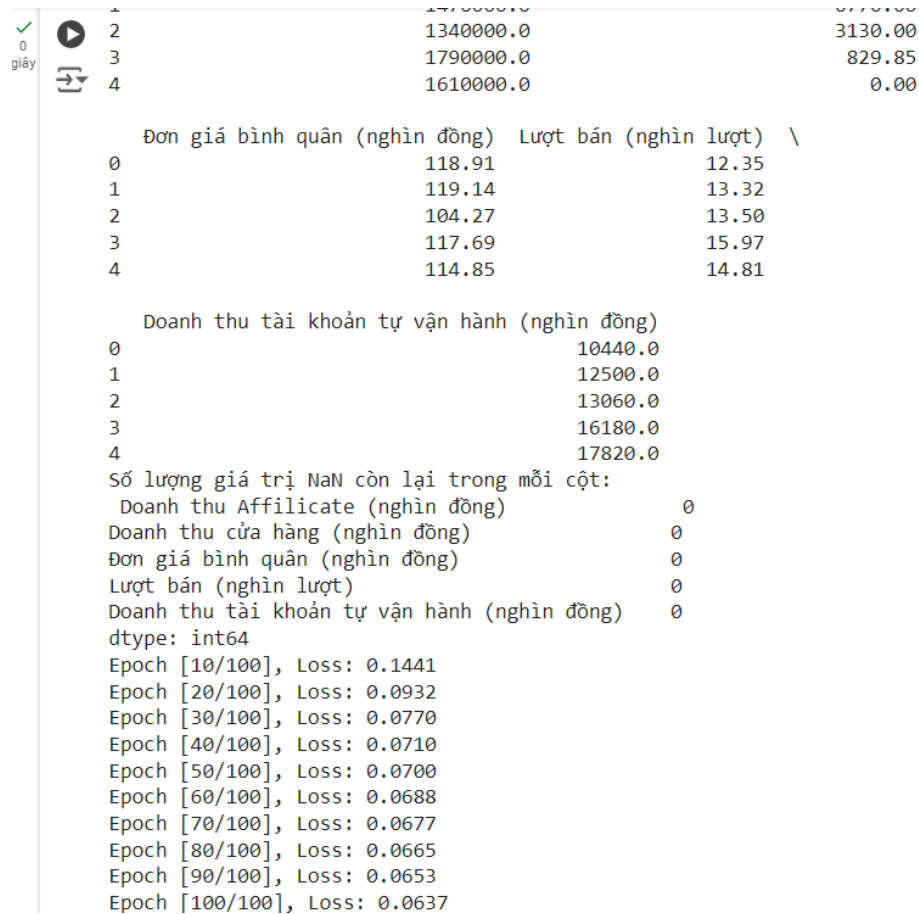 2 1340000.0 3130.00
3 1790000.0 829.85
4 1610000.0 0.00
0
giây
Đơn giá bình quân (nghìn đồng) Lượt bán (nghìn lượt) \
0 118.91 12.35
1 119.14 13.32
2 104.27 13.50
3 117.69 15.97
4 114.85 14.81
Doanh thu tài khoản tự vận hành (nghìn đồng)
0 10440.0
1 12500.0
2 13060.0
3 16180.0
4 17820.0
Số lượng giá trị NaN còn lại trong mỗi cột:
Doanh thu Affilicate (nghìn đồng) 0
Doanh thu cửa hàng (nghìn đồng) 0
Đơn giá bình quân (nghìn đồng) 0
Lượt bán (nghìn lượt) 0
Doanh thu tài khoản tự vận hành (nghìn đồng) 0
dtype: int64
Epoch [10/100], Loss: 0.1441
Epoch [20/100], Loss: 0.0932
Epoch [30/100], Loss: 0.0770
Epoch [40/100], Loss: 0.0710
Epoch [50/100], Loss: 0.0700
Epoch [60/100], Loss: 0.0688
Epoch [70/100], Loss: 0.0677
Epoch [80/100], Loss: 0.0665
Epoch [90/100], Loss: 0.0653
Epoch [100/100], Loss: 0.0637